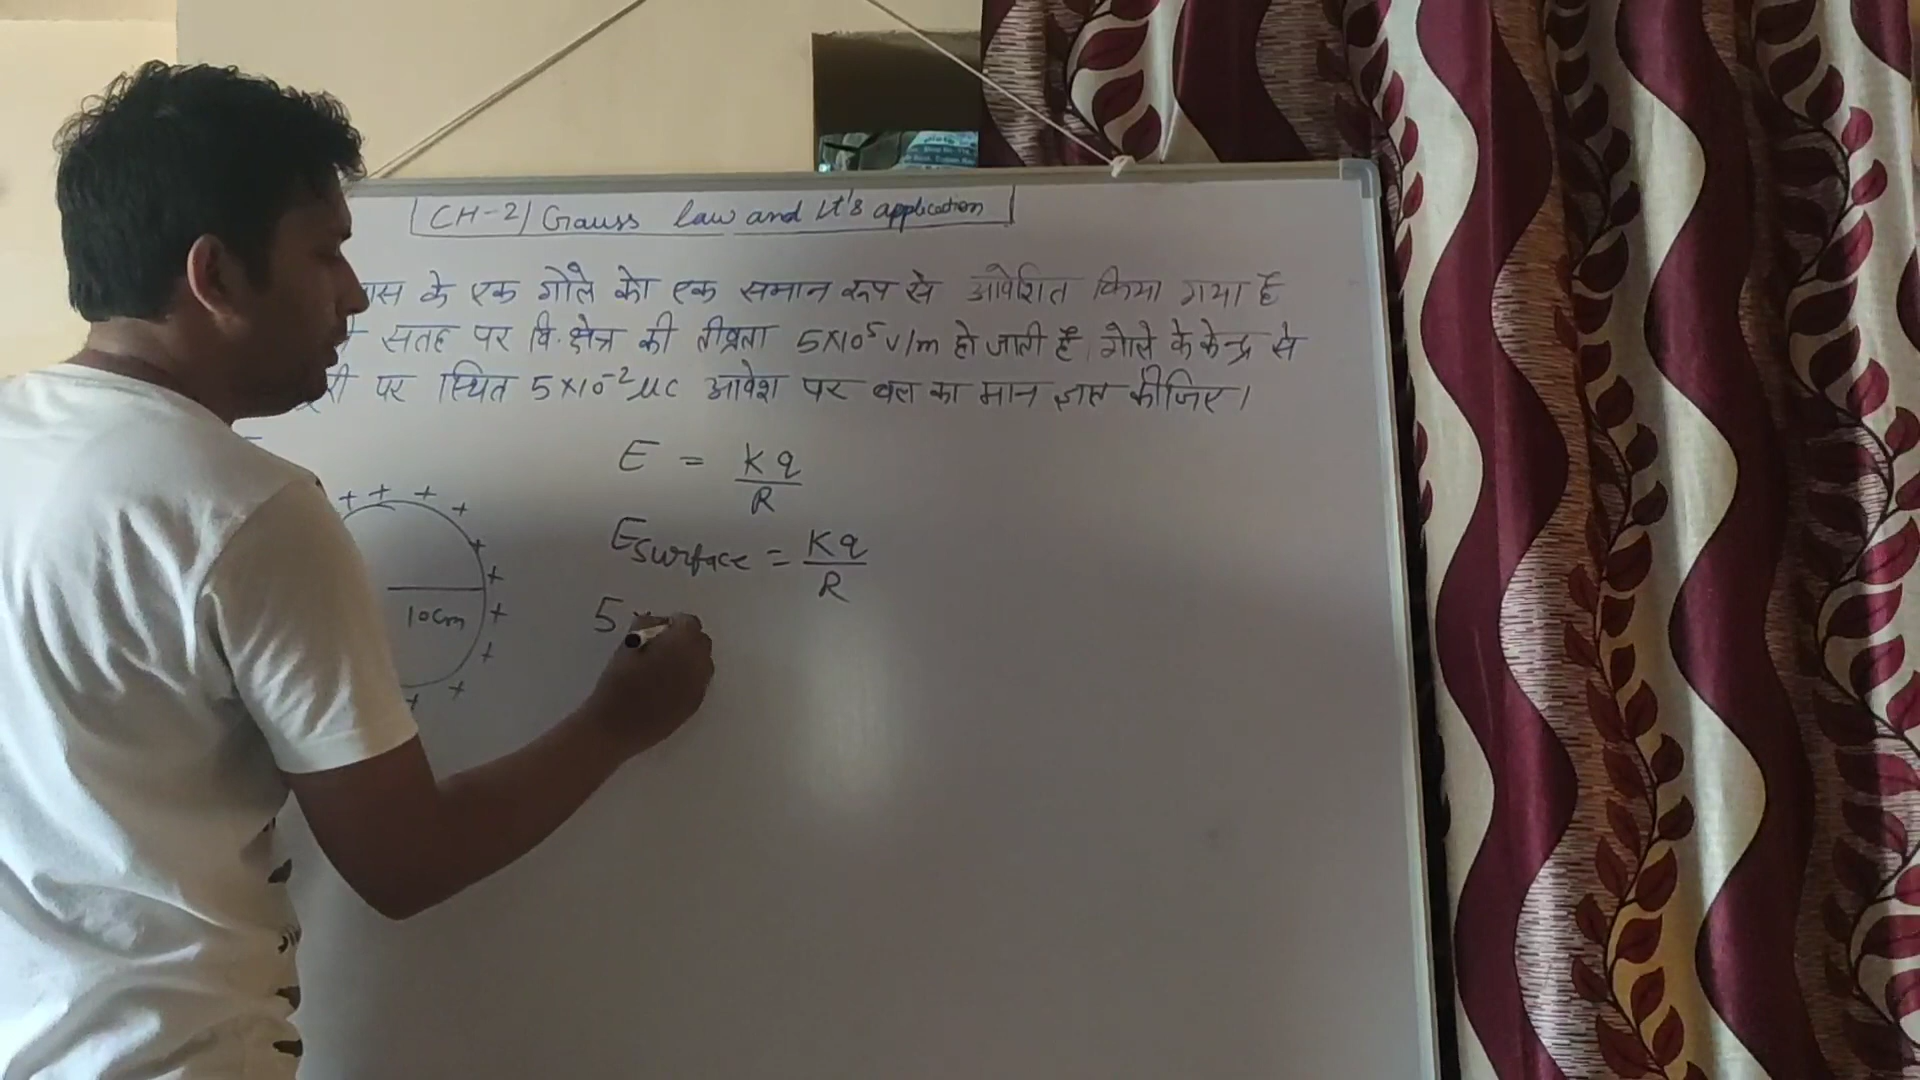 CH-2) Gauss law and it's application
के एक गोले को एक समान रूप से आवेशित किया गया है
सतह पर वि.क्षेत्र की तीव्रता 5×10⁵ v/m हो जाती है। गोले के केन्द्र से
पर स्थित 5×10⁻² μc आवेश पर बल का मान ज्ञात कीजिए।
E = Kq/R
E surface = Kq/R
5
10cm